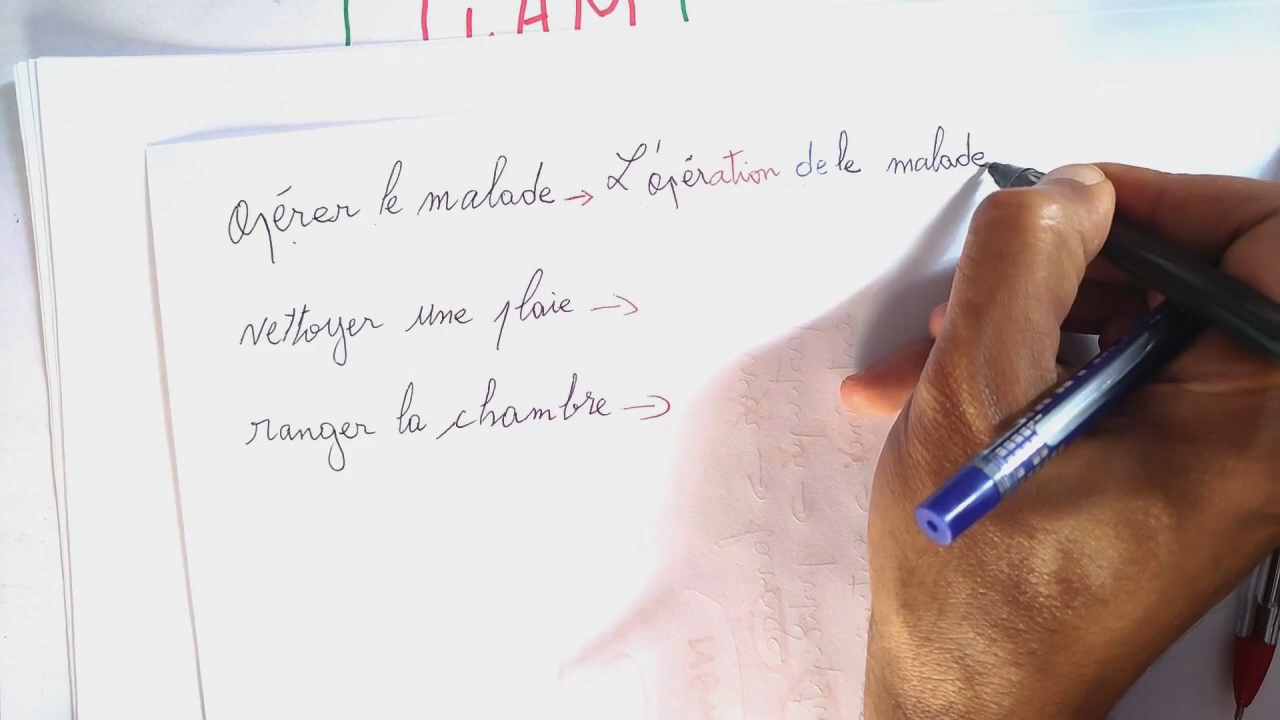 Opérer le malade → L'opération de le malade
nettoyer une plaie →
ranger la chambre →